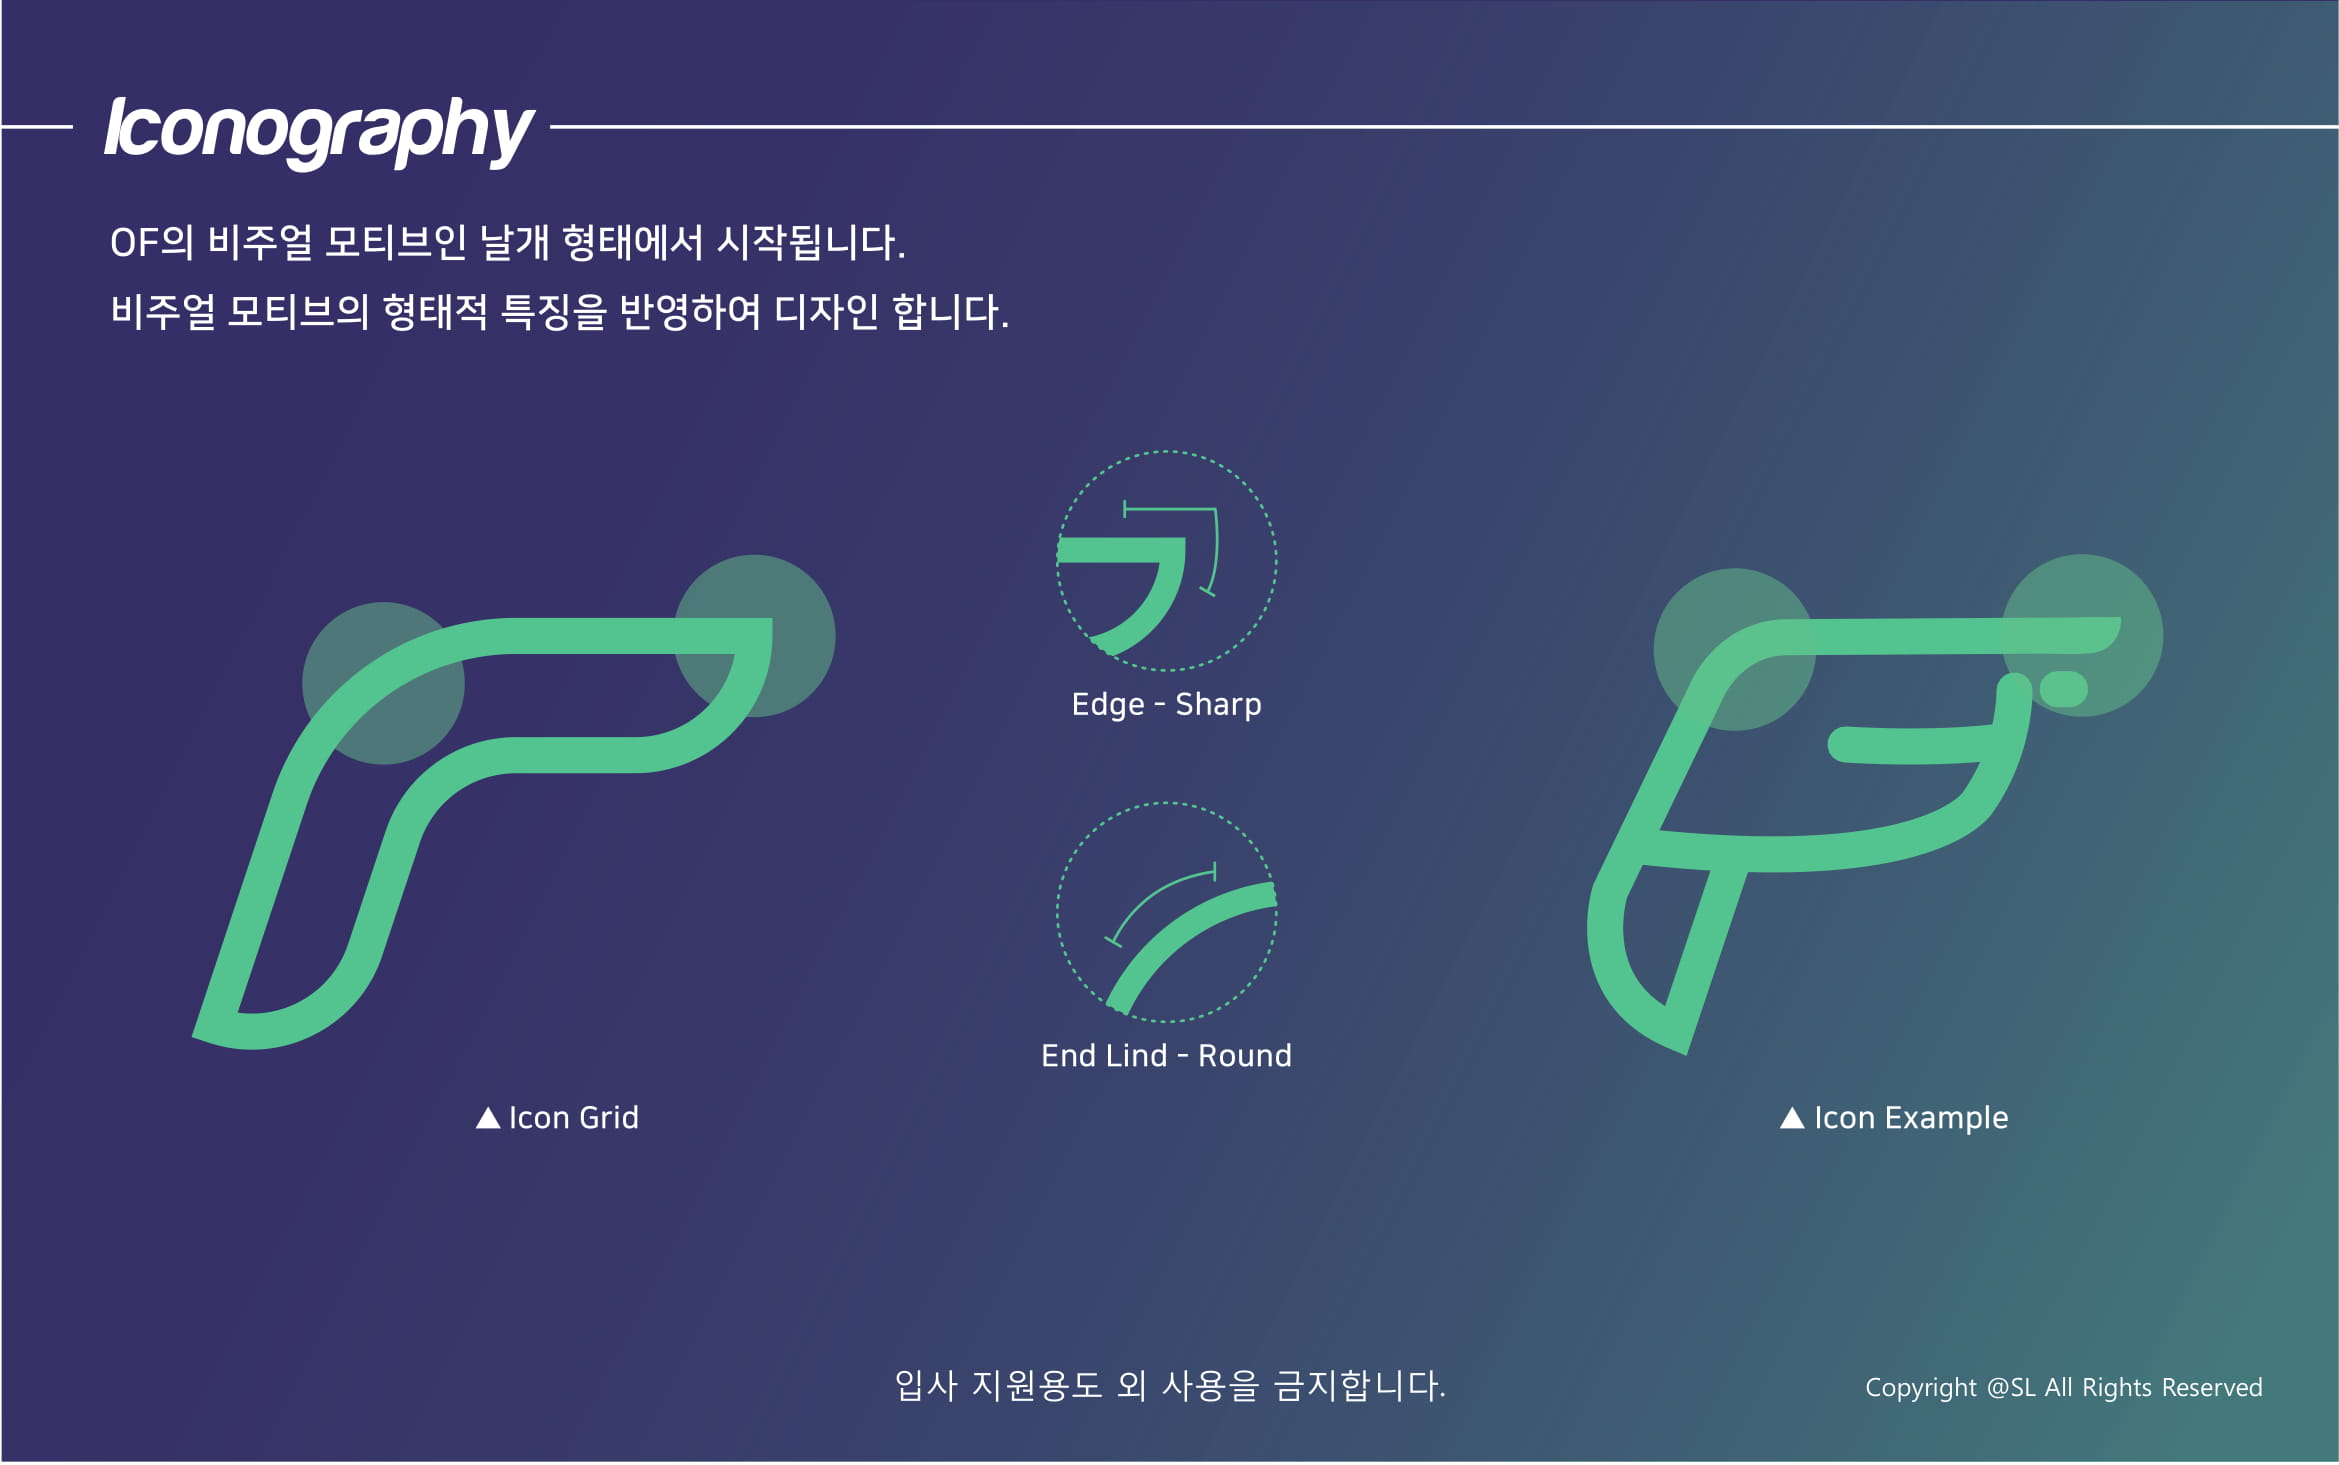 Iconography
OF의 비주얼 모티브인 날개 형태에서 시작됩니다.
비주얼 모티브의 형태적 특징을 반영하여 디자인 합니다.
Edge - Sharp
End Lind - Round
▲ Icon Grid
▲ Icon Example
입사 지원용도 외 사용을 금지합니다.
Copyright @SL All Rights Reserved